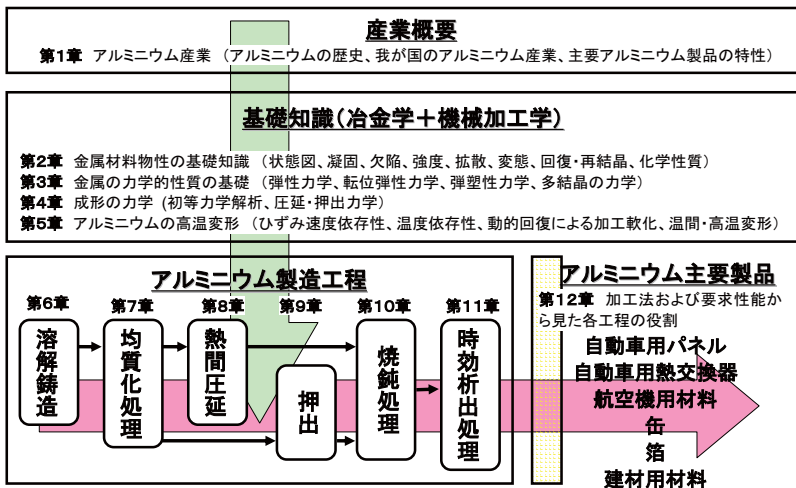 産業概要
第1章 アルミニウム産業 (アルミニウムの歴史、我が国のアルミニウム産業、主要アルミニウム製品の特性)
基礎知識(冶金学+機械加工学)
第2章 金属材料物性の基礎知識 (状態図、凝固、欠陥、強度、拡散、変態、回復・再結晶、化学性質)
第3章 金属の力学的性質の基礎 (弾性力学、転位弾性力学、弾塑性力学、多結晶の力学)
第4章 成形の力学 (初等力学解析、圧延・押出力学)
第5章 アルミニウムの高温変形 (ひずみ速度依存性、温度依存性、動的回復による加工軟化、温間・高温変形)
アルミニウム製造工程
第6章
溶解鋳造
第7章
均質化処理
第8章
熱間圧延
第9章
押出
第10章
焼鈍処理
第11章
時効析出処理
アルミニウム主要製品
第12章 加工法および要求性能か
ら見た各工程の役割
自動車用パネル
自動車用熱交換器
航空機用材料
缶
箔
建材用材料